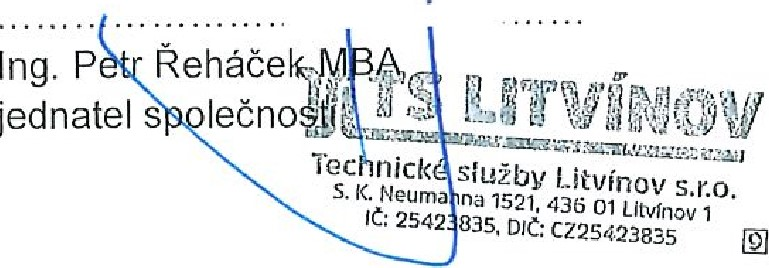 Ing. Petr Řeháček MBA
jednatel společnosti
TS LITVÍNOV
Technické služby Litvínov s.r.o.
S. K. Neumanna 1521, 436 01 Litvínov 1
IČ: 25423835, DIČ: CZ25423835
9